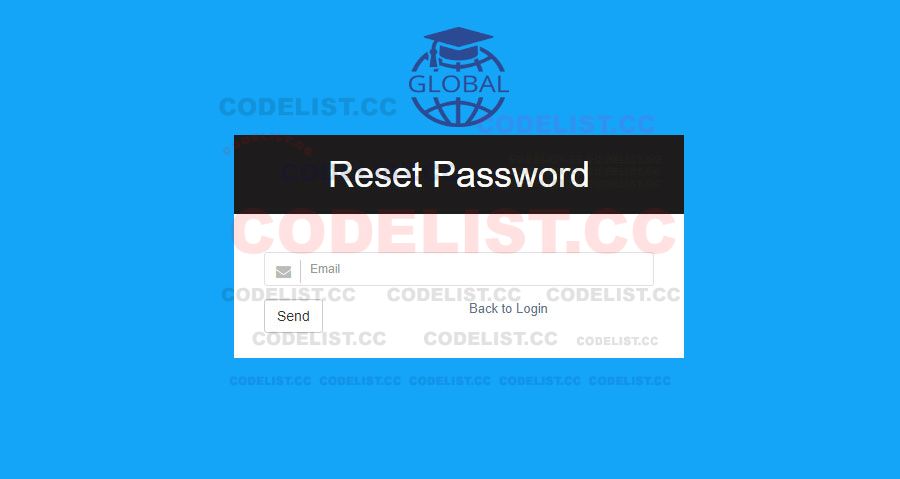 GLOBAL
CODELIST.CC
CODELIST.CC
Reset Password
CODELIST.CC
Email
CODELIST.CC CODELIST.CC CODELIST.CC
Send
Back to Login
CODELIST.CC CODELIST.CC CODELIST.CC
CODELIST.CC CODELIST.CC CODELIST.CC CODELIST.CC CODELIST.CC